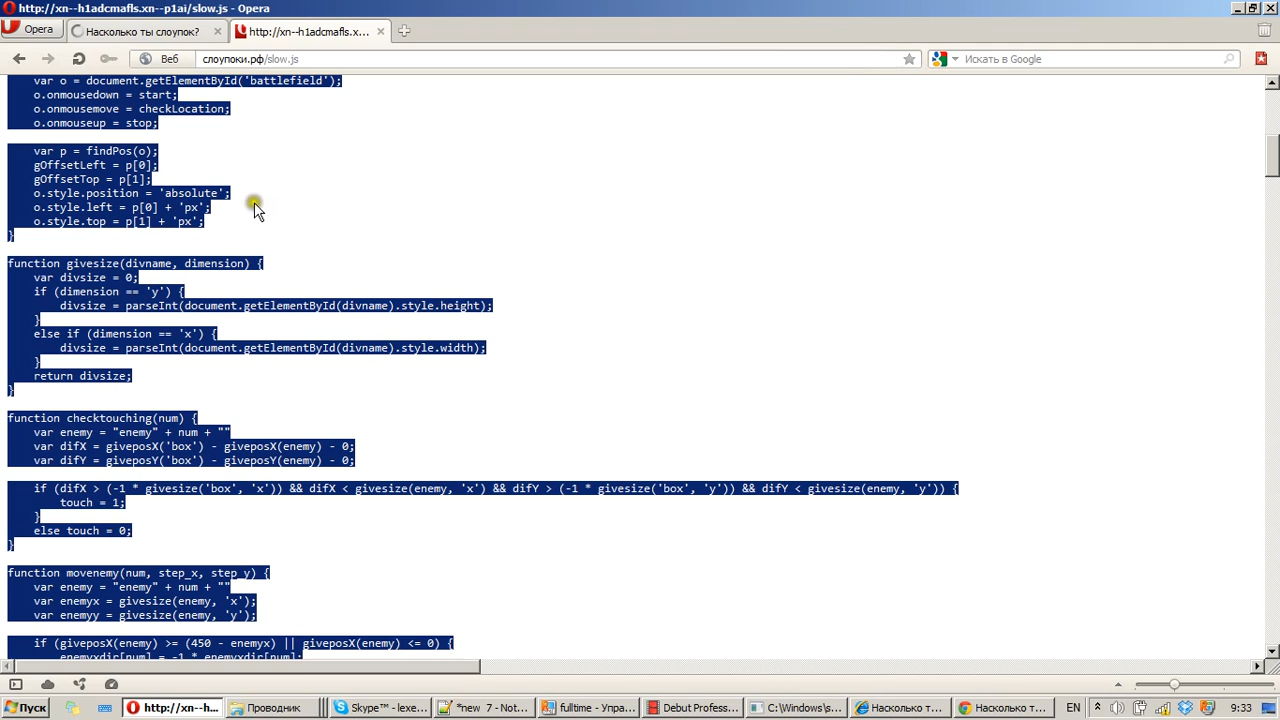 http://xn--h1adcmafls.xn--p1ai/slow.js - Opera
Opera
Насколько ты слоупок?
http://xn--h1adcmafls.x...
Веб
слоупоки.рф/slow.js
Искать в Google
var o = document.getElementById('battlefield');
o.onmousedown = start;
o.onmousemove = checkLocation;
o.onmouseup = stop;
var p = findPos(o);
gOffsetLeft = p[0];
gOffsetTop = p[1];
o.style.position = 'absolute';
o.style.left = p[0] + 'px';
o.style.top = p[1] + 'px';
}
function givesize(divname, dimension) {
var divsize = 0;
if (dimension == 'y') {
divsize = parseInt(document.getElementById(divname).style.height);
}
else if (dimension == 'x') {
divsize = parseInt(document.getElementById(divname).style.width);
}
return divsize;
}
function checktouching(num) {
var enemy = "enemy" + num + ""
var difX = giveposX('box') - giveposX(enemy) - 0;
var difY = giveposY('box') - giveposY(enemy) - 0;
if (difX > (-1 * givesize('box', 'x')) && difX < givesize(enemy, 'x') && difY > (-1 * givesize('box', 'y')) && difY < givesize(enemy, 'y')) {
touch = 1;
}
else touch = 0;
}
function movenemy(num, step_x, step_y) {
var enemy = "enemy" + num + ""
var enemyx = givesize(enemy, 'x');
var enemyy = givesize(enemy, 'y');
if (giveposX(enemy) >= (450 - enemyx) || giveposX(enemy) <= 0) {
enemyxdir[num] = -1 * enemyxdir[num];
Пуск
http://xn--h...
Проводник
Skype™ - lexe...
*new 7 - Not...
fulltime - Упра...
Debut Profess...
C:\Windows\s...
Насколько т...
Насколько т...
EN
9:33